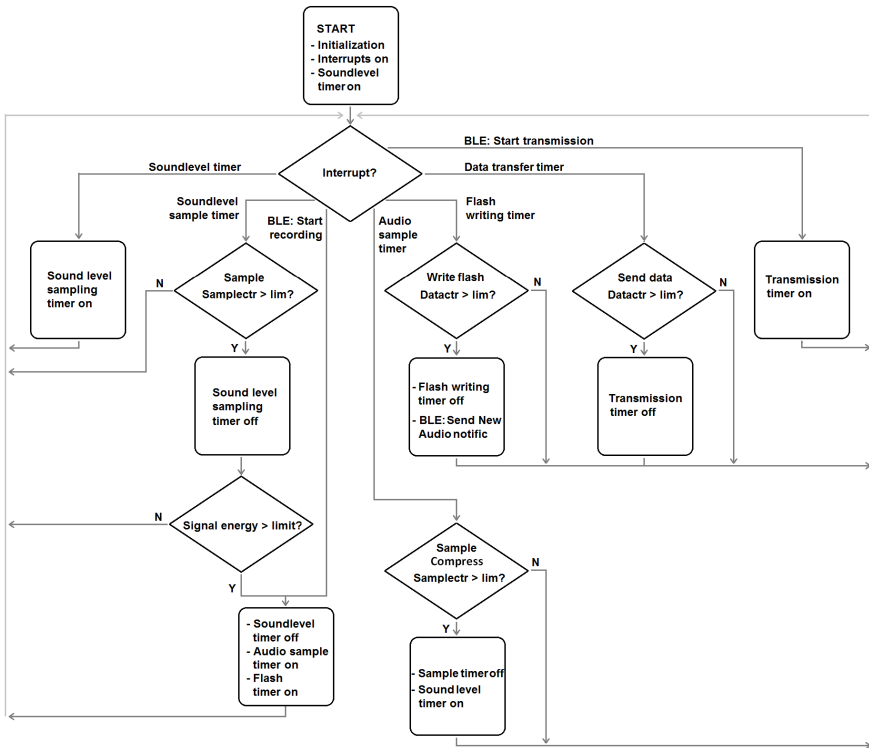 START
- Initialization
- Interrupts on
- Soundlevel
timer on
Interrupt?
BLE: Start transmission
Soundlevel timer
Data transfer timer
Soundlevel
sample timer
BLE: Start
recording
Audio
sample
timer
Flash
writing timer
Sound level
sampling
timer on
N
Sample
Samplectr > lim?
Write flash
Datactr > lim?
N
Send data
Datactr > lim?
N
Transmission
timer on
Y
Y
Y
Sound level
sampling
timer off
- Flash writing
timer off
- BLE: Send New
Audio notific
Transmission
timer off
N
Signal energy > limit?
Y
Sample
Compress
Samplectr > lim?
N
Y
- Soundlevel
timer off
- Audio sample
timer on
- Flash
timer on
- Sample timer off
- Sound level
timer on